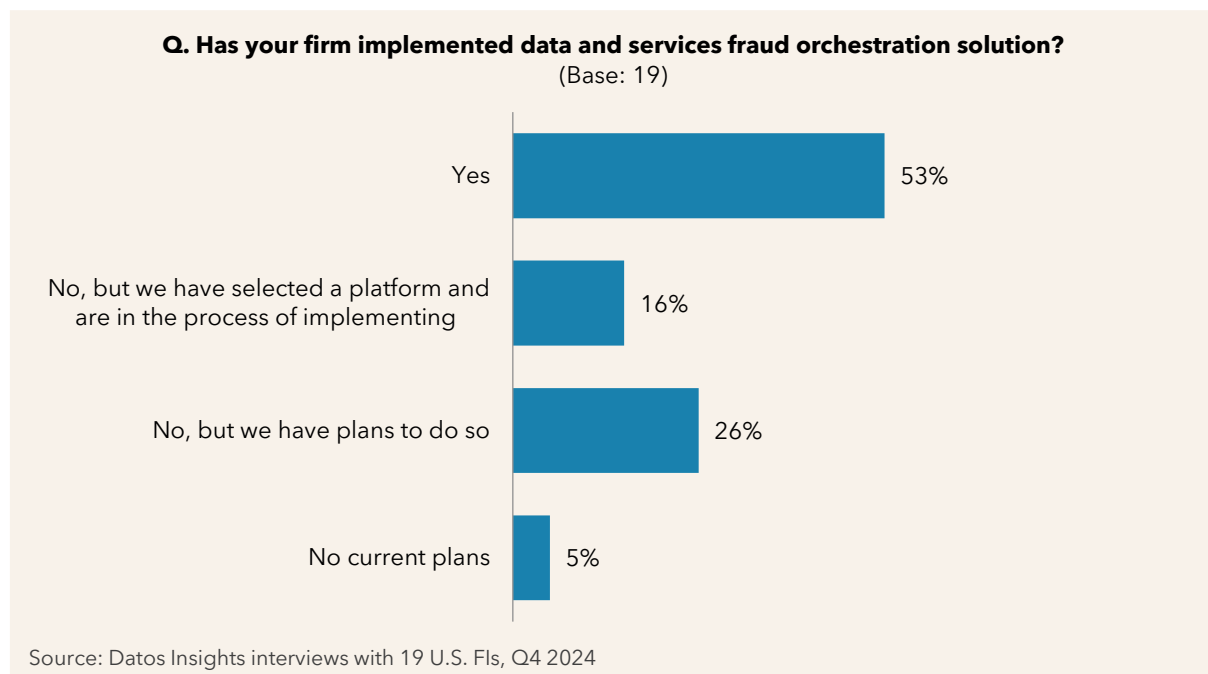 Q. Has your firm implemented data and services fraud orchestration solution?
(Base: 19)
Yes
53%
No, but we have selected a platform and
are in the process of implementing
16%
No, but we have plans to do so
26%
No current plans
5%
Source: Datos Insights interviews with 19 U.S. FIs, Q4 2024